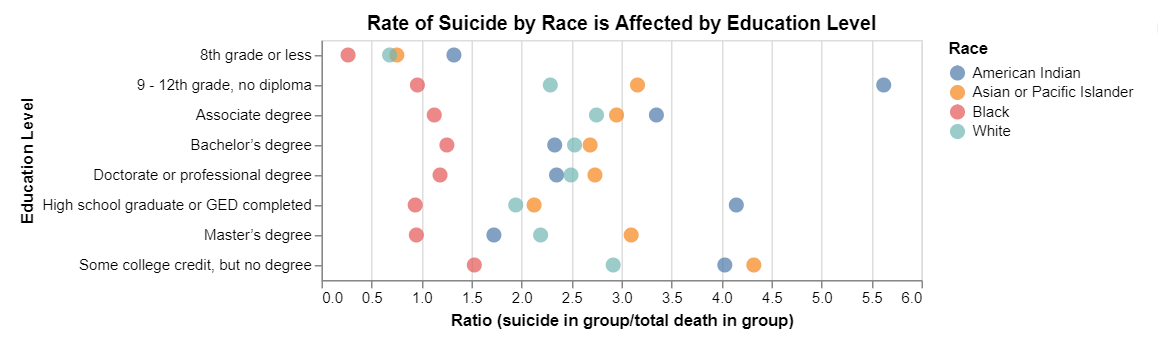 Rate of Suicide by Race is Affected by Education Level
Education Level
8th grade or less
9 - 12th grade, no diploma
Associate degree
Bachelor’s degree
Doctorate or professional degree
High school graduate or GED completed
Master’s degree
Some college credit, but no degree
0.0 0.5 1.0 1.5 2.0 2.5 3.0 3.5 4.0 4.5 5.0 5.5 6.0
Ratio (suicide in group/total death in group)
Race
American Indian
Asian or Pacific Islander
Black
White